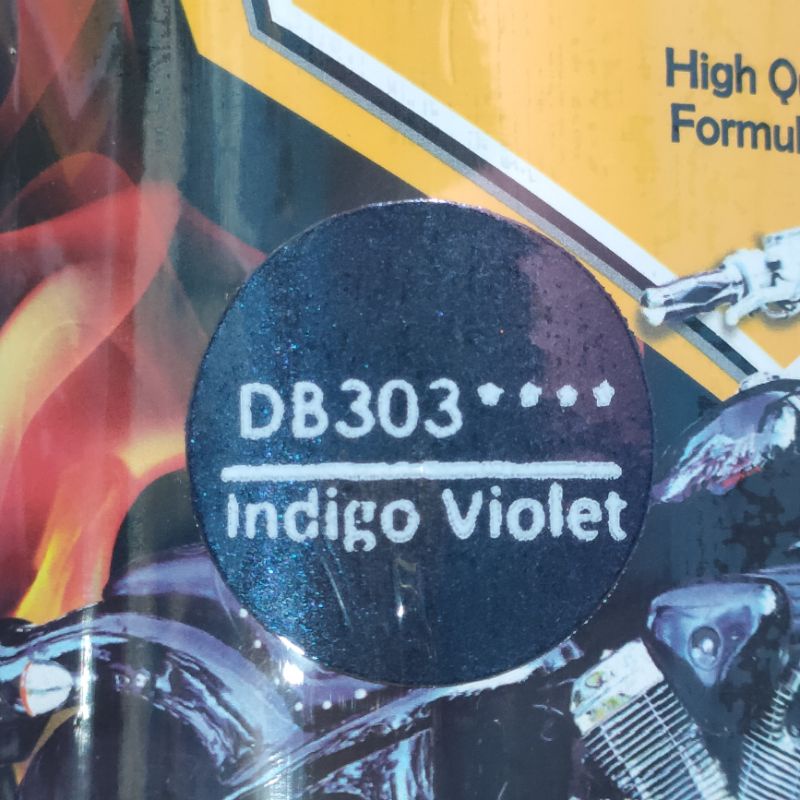 High
Formul
DB303****
Indigo Violet